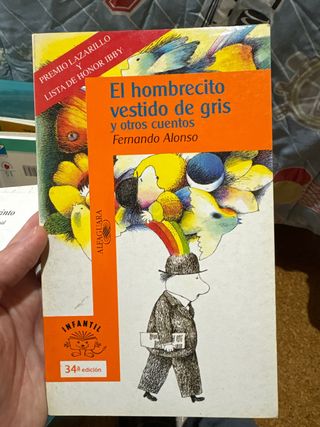 PREMIO LAZARILLO
Y
LISTA DE HONOR IBBY
El hombrecito
vestido de gris
y otros cuentos
Fernando Alonso
ALFAGUARA
INFANTIL
34ª edición